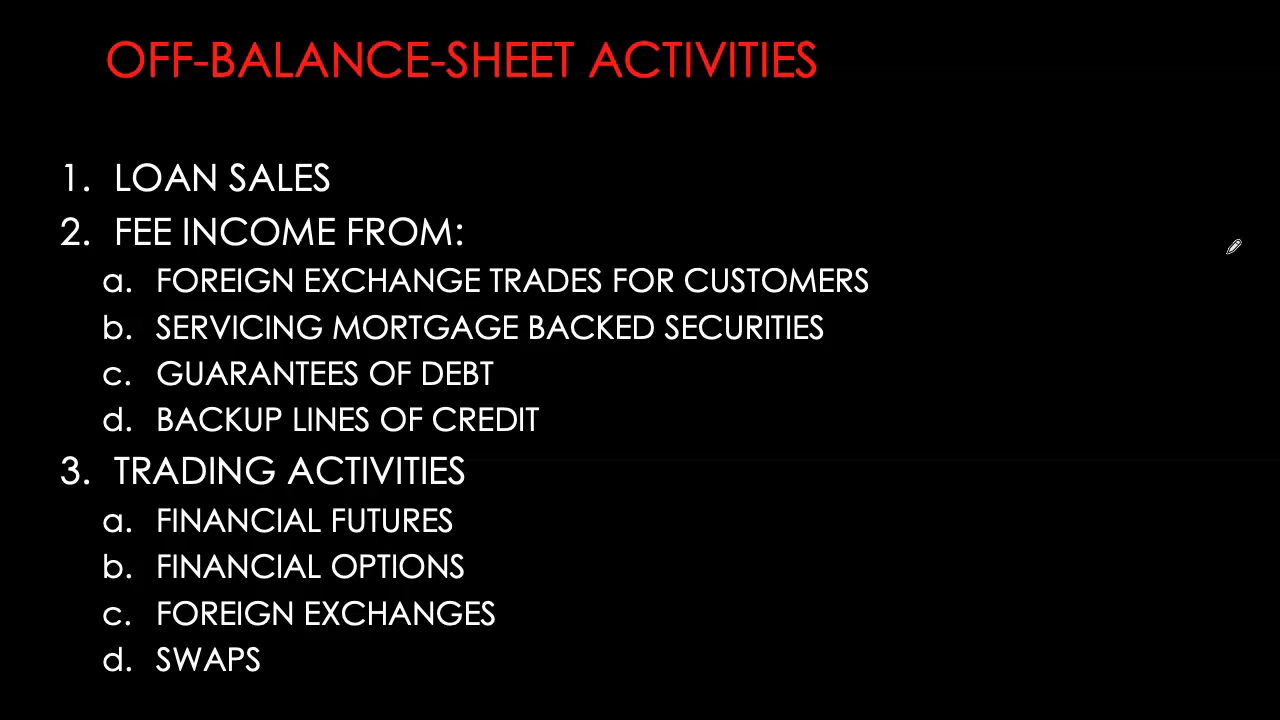 OFF-BALANCE-SHEET ACTIVITIES
1. LOAN SALES
2. FEE INCOME FROM:
a. FOREIGN EXCHANGE TRADES FOR CUSTOMERS
b. SERVICING MORTGAGE BACKED SECURITIES
c. GUARANTEES OF DEBT
d. BACKUP LINES OF CREDIT
3. TRADING ACTIVITIES
a. FINANCIAL FUTURES
b. FINANCIAL OPTIONS
c. FOREIGN EXCHANGES
d. SWAPS